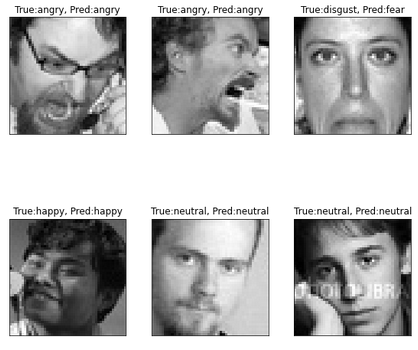 True:angry, Pred:angry
True:angry, Pred:angry
True:disgust, Pred:fear
True:happy, Pred:happy
True:neutral, Pred:neutral
True:neutral, Pred:neutral